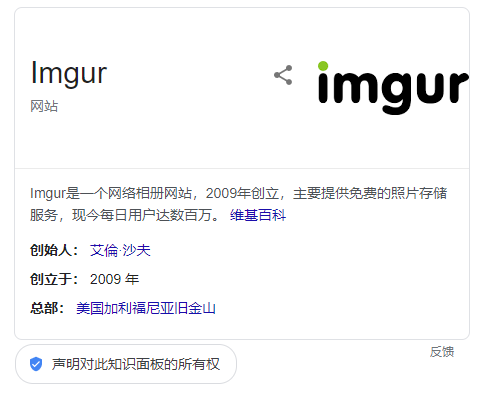 Imgur
imgur
网站
Imgur是一个网络相册网站，2009年创立，主要提供免费的照片存储
服务，现今每日用户达数百万。 维基百科
创始人： 艾倫·沙夫
创立于： 2009 年
总部： 美国加利福尼亚旧金山
反馈
声明对此知识面板的所有权